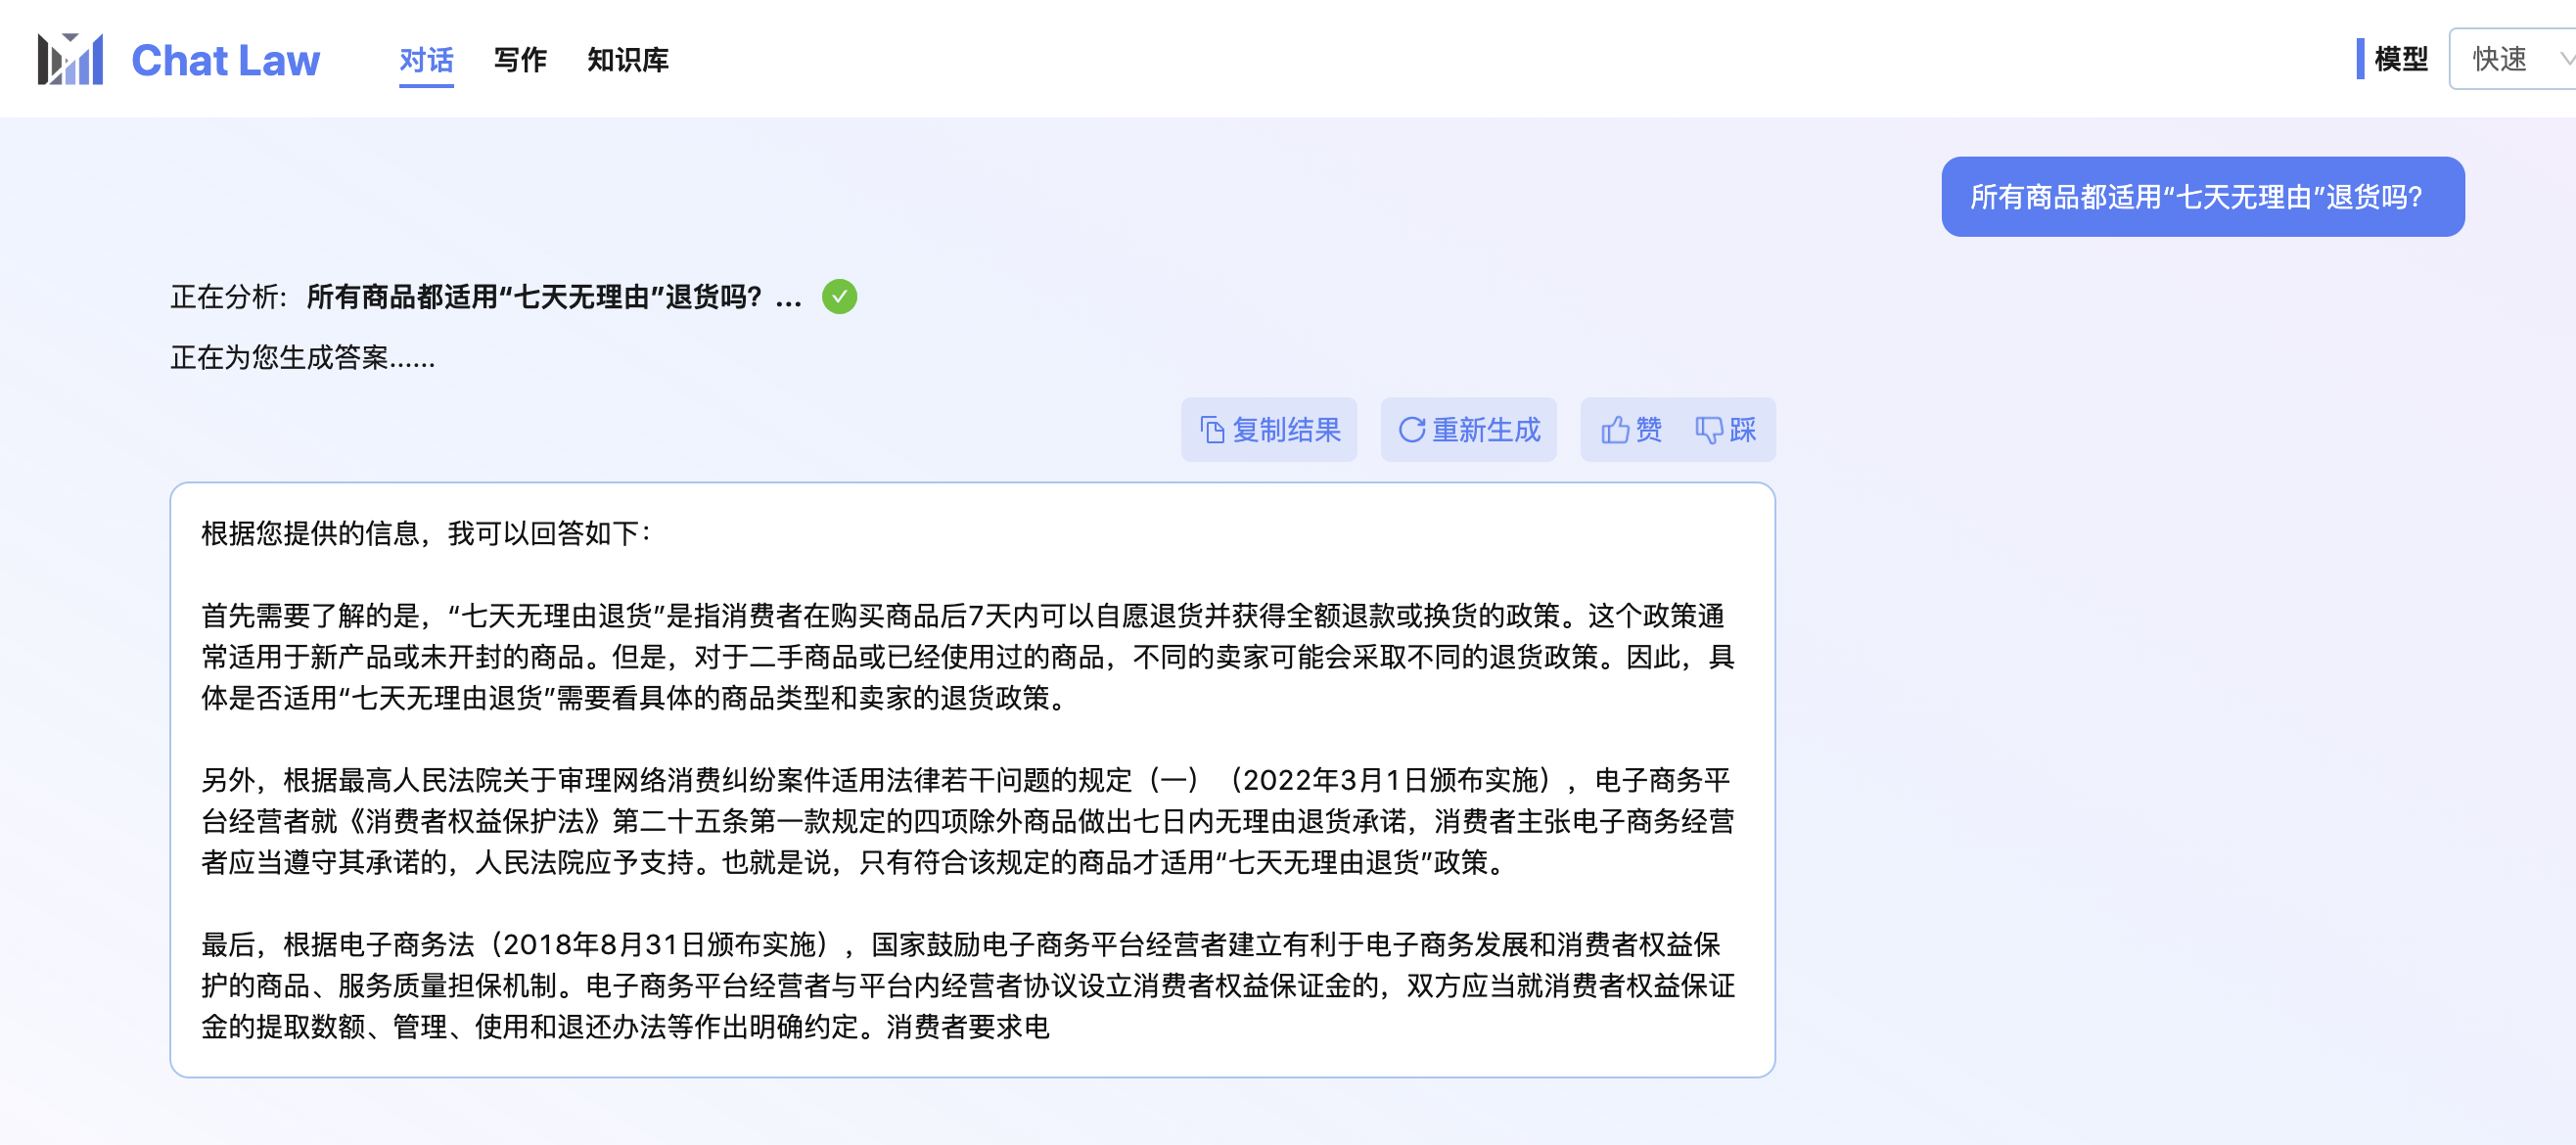 Chat Law
对话 写作 知识库
模型 快速
所有商品都适用“七天无理由”退货吗?
正在分析: 所有商品都适用“七天无理由”退货吗? ...
正在为您生成答案......
复制结果 重新生成 赞 踩
根据您提供的信息，我可以回答如下：
首先需要了解的是，“七天无理由退货”是指消费者在购买商品后7天内可以自愿退货并获得全额退款或换货的政策。这个政策通
常适用于新产品或未开封的商品。但是，对于二手商品或已经使用过的商品，不同的卖家可能会采取不同的退货政策。因此，具
体是否适用“七天无理由退货”需要看具体的商品类型和卖家的退货政策。
另外，根据最高人民法院关于审理网络消费纠纷案件适用法律若干问题的规定（一）（2022年3月1日颁布实施），电子商务平
台经营者就《消费者权益保护法》第二十五条第一款规定的四项除外商品做出七日内无理由退货承诺，消费者主张电子商务经营
者应当遵守其承诺的，人民法院应予支持。也就是说，只有符合该规定的商品才适用“七天无理由退货”政策。
最后，根据电子商务法（2018年8月31日颁布实施），国家鼓励电子商务平台经营者建立有利于电子商务发展和消费者权益保
护的商品、服务质量担保机制。电子商务平台经营者与平台内经营者协议设立消费者权益保证金的，双方应当就消费者权益保证
金的提取数额、管理、使用和退还办法等作出明确约定。消费者要求电